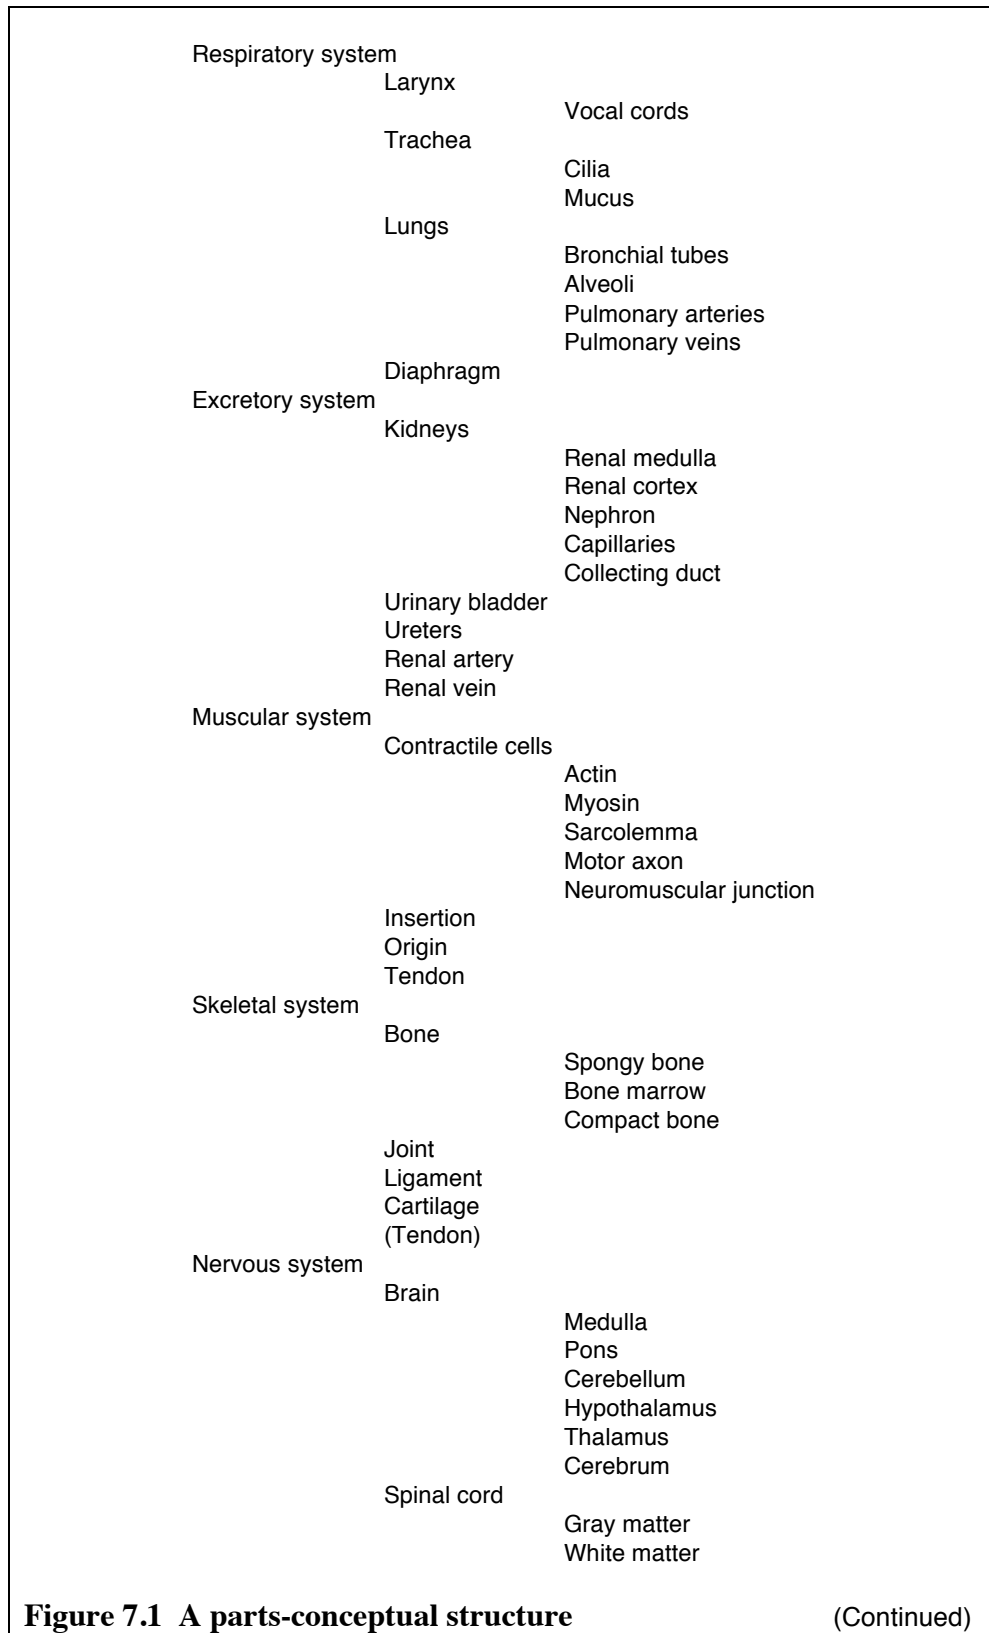 Respiratory system
Larynx
Vocal cords
Trachea
Cilia
Mucus
Lungs
Bronchial tubes
Alveoli
Pulmonary arteries
Pulmonary veins
Diaphragm
Excretory system
Kidneys
Renal medulla
Renal cortex
Nephron
Capillaries
Collecting duct
Urinary bladder
Ureters
Renal artery
Renal vein
Muscular system
Contractile cells
Actin
Myosin
Sarcolemma
Motor axon
Neuromuscular junction
Insertion
Origin
Tendon
Skeletal system
Bone
Spongy bone
Bone marrow
Compact bone
Joint
Ligament
Cartilage
(Tendon)
Nervous system
Brain
Medulla
Pons
Cerebellum
Hypothalamus
Thalamus
Cerebrum
Spinal cord
Gray matter
White matter
Figure 7.1 A parts-conceptual structure (Continued)